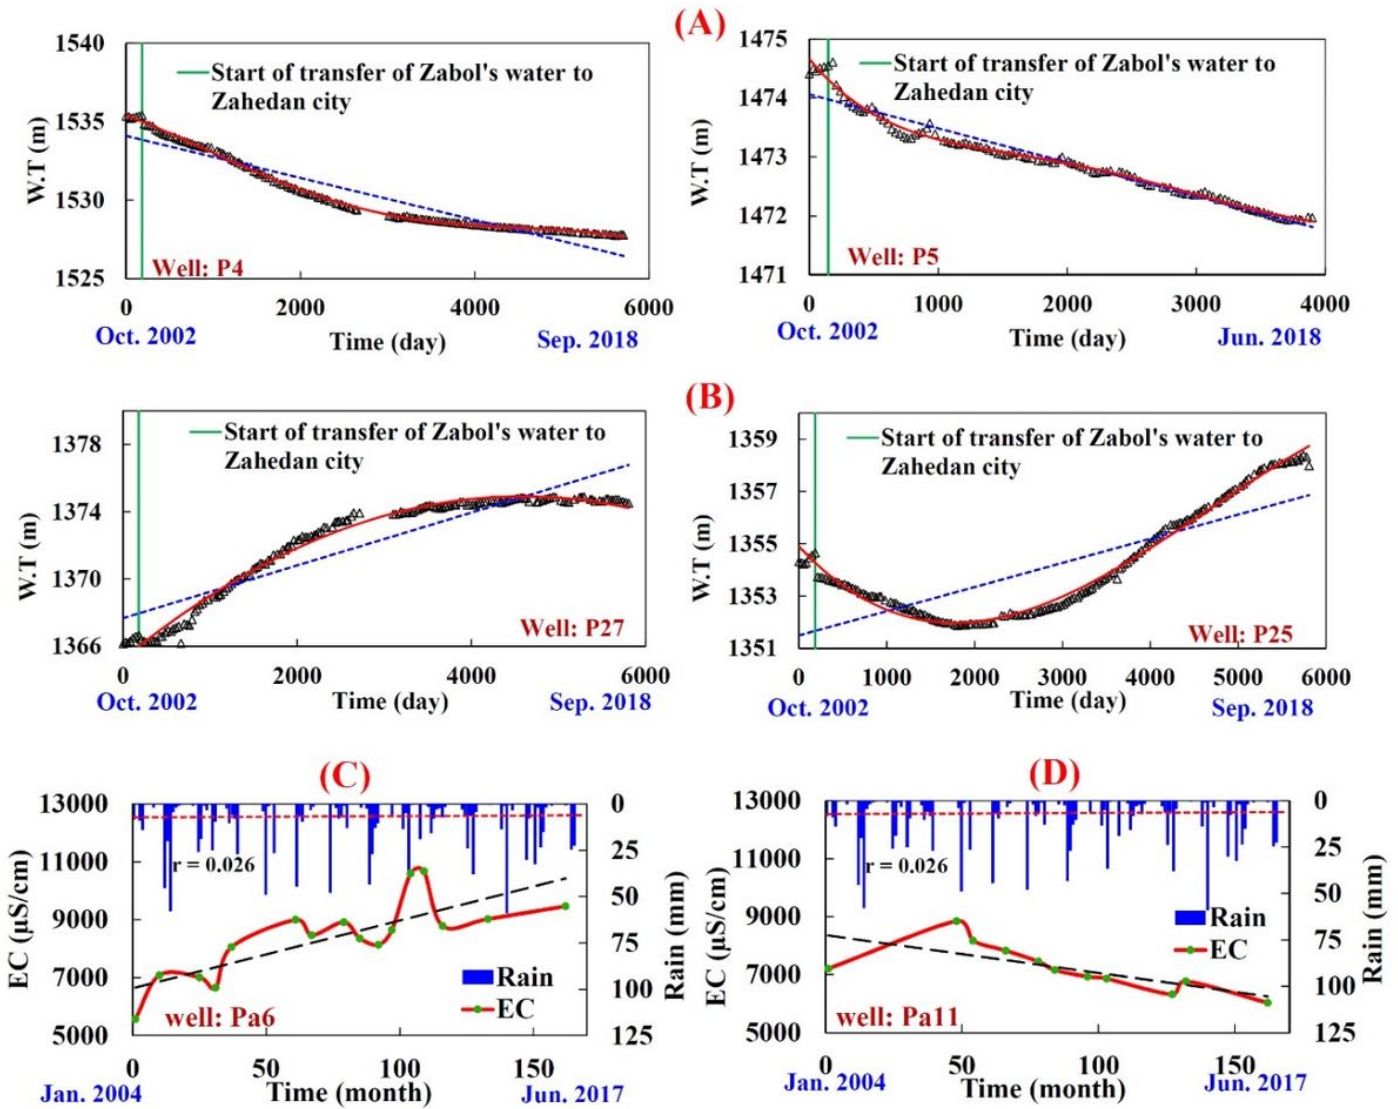 (A)
1540
1535
1530
1525
W.T (m)
Start of transfer of Zabol's water to
Zahedan city
Well: P4
0
2000
4000
6000
Oct. 2002
Time (day)
Sep. 2018
1475
1474
1473
1472
1471
W.T (m)
Start of transfer of Zabol's water to
Zahedan city
Well: P5
0
1000
2000
3000
4000
Oct. 2002
Time (day)
Jun. 2018
(B)
1378
1374
1370
1366
W.T (m)
Start of transfer of Zabol's water to
Zahedan city
Well: P27
0
2000
4000
6000
Oct. 2002
Time (day)
Sep. 2018
1359
1357
1355
1353
1351
W.T (m)
Start of transfer of Zabol's water to
Zahedan city
Well: P25
0
1000
2000
3000
4000
5000
6000
Oct. 2002
Time (day)
Sep. 2018
(C)
13000
11000
9000
7000
5000
EC (µS/cm)
r = 0.026
Rain
EC
well: Pa6
0
25
50
75
100
125
Rain (mm)
0
50
100
150
Jan. 2004
Time (month)
Jun. 2017
(D)
13000
11000
9000
7000
5000
EC (µS/cm)
r = 0.026
Rain
EC
well: Pa11
0
25
50
75
100
125
Rain (mm)
0
50
100
150
Jan. 2004
Time (month)
Jun. 2017